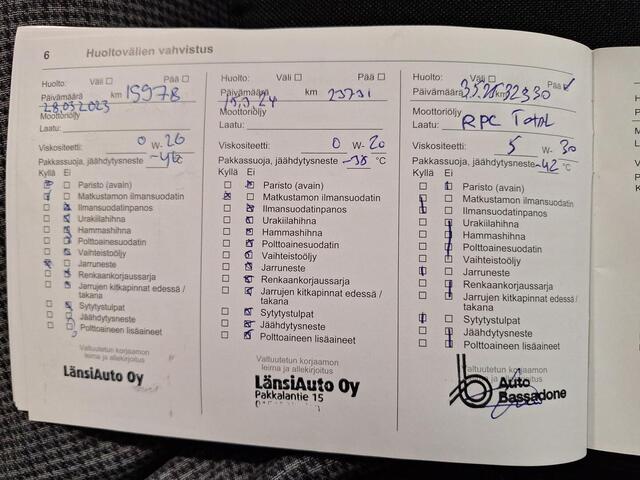 6 Huoltovälien vahvistus
Huolto: Väli ☐ Pää ☐
Päivämäärä km 15978
28.03.2023
Moottoriöljy
Laatu:
Viskositeetti: 0 W- 20
Pakkassuoja, jäähdytysneste °C
Kyllä Ei
Paristo (avain)
Matkustamon ilmansuodatin
Ilmansuodatinpanos
Urakiilahihna
Hammashihna
Polttoainesuodatin
Vaihteistoöljy
Jarruneste
Renkaankorjaussarja
Jarrujen kitkapinnat edessä /
takana
Sytytystulpat
Jäähdytysneste
Polttoaineen lisäaineet
Valtuutetun korjaamon
leima ja allekirjoitus
LänsiAuto Oy
Huolto: Väli ☐ Pää ☐
Päivämäärä km 23731
15.3.24
Moottoriöljy
Laatu:
Viskositeetti: 0 W- 20
Pakkassuoja, jäähdytysneste -38 °C
Kyllä Ei
Paristo (avain)
Matkustamon ilmansuodatin
Ilmansuodatinpanos
Urakiilahihna
Hammashihna
Polttoainesuodatin
Vaihteistoöljy
Jarruneste
Renkaankorjaussarja
Jarrujen kitkapinnat edessä /
takana
Sytytystulpat
Jäähdytysneste
Polttoaineen lisäaineet
Valtuutetun korjaamon
leima ja allekirjoitus
LänsiAuto Oy
Pakkalantie 15
Huolto: Väli ☐ Pää ✓
Päivämäärä 3.5.25 km 32330
Moottoriöljy
Laatu: RPC Total
Viskositeetti: 5 W- 30
Pakkassuoja, jäähdytysneste -42 °C
Kyllä Ei
Paristo (avain)
Matkustamon ilmansuodatin
Ilmansuodatinpanos
Urakiilahihna
Hammashihna
Polttoainesuodatin
Vaihteistoöljy
Jarruneste
Renkaankorjaussarja
Jarrujen kitkapinnat edessä /
takana
Sytytystulpat
Jäähdytysneste
Polttoaineen lisäaineet
Valtuutetun korjaamon
leima ja allekirjoitus
Auto
Bassadone